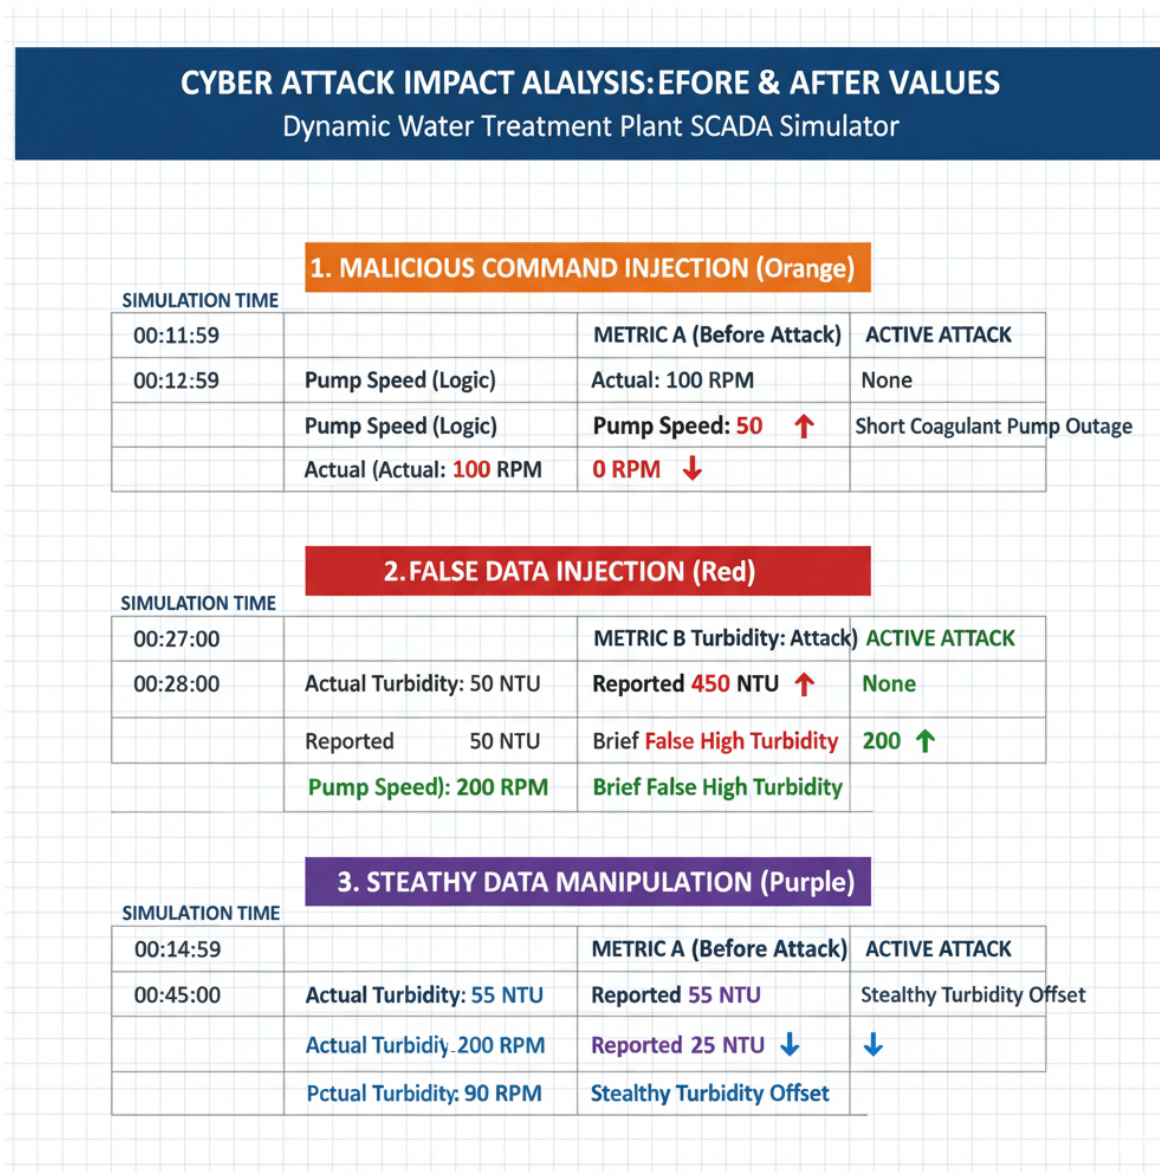 CYBER ATTACK IMPACT ALALYSIS:EFORE & AFTER VALUES
Dynamic Water Treatment Plant SCADA Simulator
1. MALICIOUS COMMAND INJECTION (Orange)
SIMULATION TIME
00:11:59 METRIC A (Before Attack) ACTIVE ATTACK
00:12:59 Pump Speed (Logic) Actual: 100 RPM None
Pump Speed (Logic) Pump Speed: 50 ↑ Short Coagulant Pump Outage
Actual (Actual: 100 RPM 0 RPM ↓
2.FALSE DATA INJECTION (Red)
SIMULATION TIME
00:27:00 METRIC B Turbidity: Attack) ACTIVE ATTACK
00:28:00 Actual Turbidity: 50 NTU Reported 450 NTU ↑ None
Reported 50 NTU Brief False High Turbidity 200 ↑
Pump Speed): 200 RPM Brief False High Turbidity
3. STEATHY DATA MANIPULATION (Purple)
SIMULATION TIME
00:14:59 METRIC A (Before Attack) ACTIVE ATTACK
00:45:00 Actual Turbidity: 55 NTU Reported 55 NTU Stealthy Turbidity Offset
Actual Turbidiy. 200 RPM Reported 25 NTU ↓ ↓
Pctual Turbidity: 90 RPM Stealthy Turbidity Offset